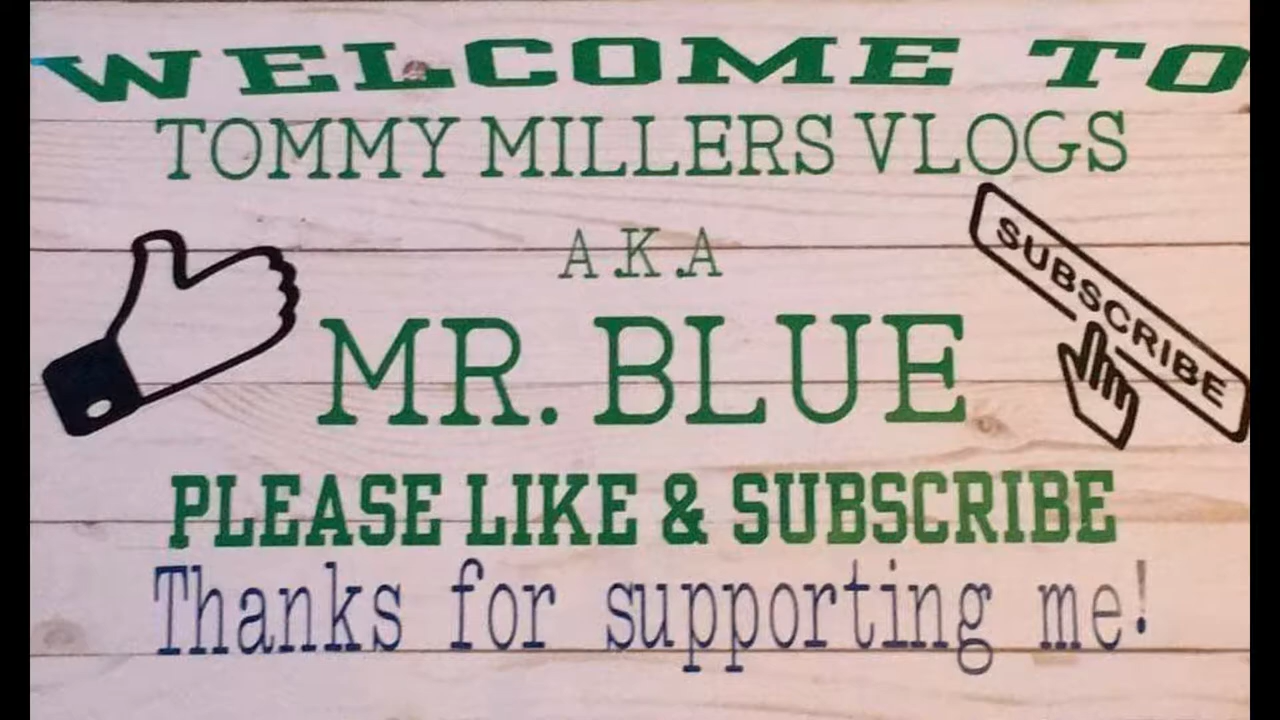 WELCOME TO
TOMMY MILLERS VLOGS
A.K.A
MR. BLUE
SUBSCRIBE
PLEASE LIKE & SUBSCRIBE
Thanks for supporting me!